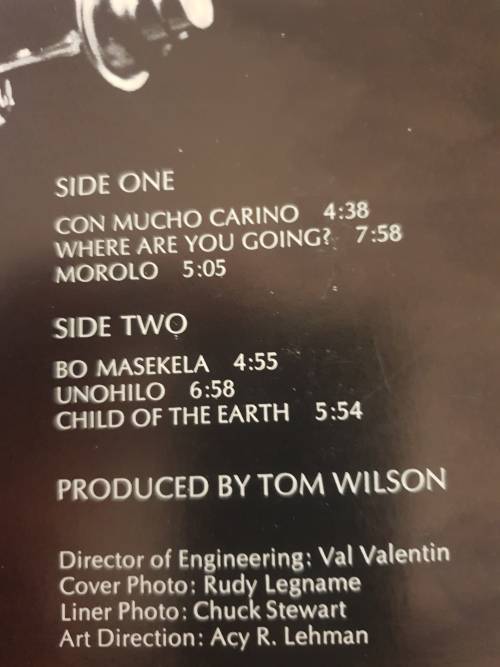 SIDE ONE
CON MUCHO CARINO 4:38
WHERE ARE YOU GOING? 7:58
MOROLO 5:05
SIDE TWO
BO MASEKELA 4:55
UNOHILO 6:58
CHILD OF THE EARTH 5:54
PRODUCED BY TOM WILSON
Director of Engineering: Val Valentin
Cover Photo: Rudy Legname
Liner Photo: Chuck Stewart
Art Direction: Acy R. Lehman